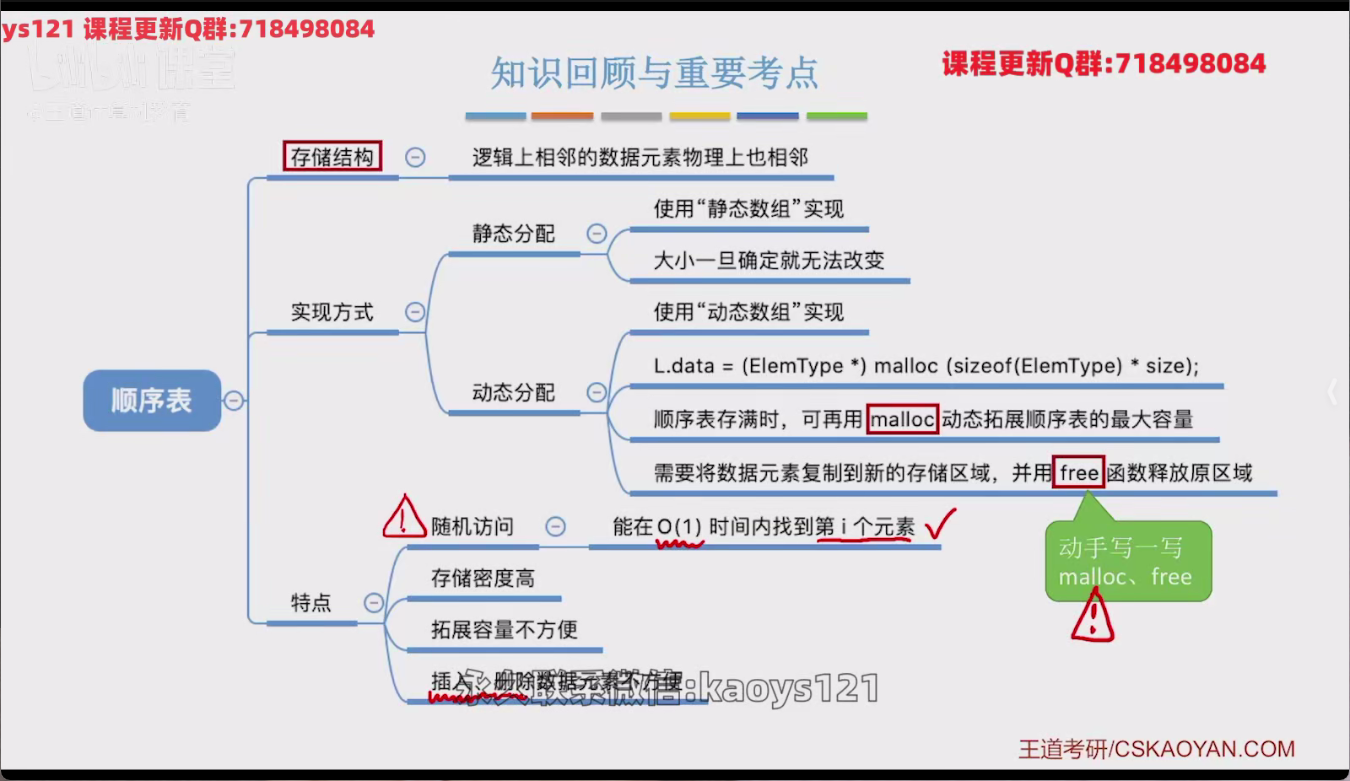 ys121 课程更新Q群:718498084
课程更新Q群:718498084
知识回顾与重要考点
存储结构
逻辑上相邻的数据元素物理上也相邻
使用“静态数组”实现
静态分配
大小一旦确定就无法改变
实现方式
使用“动态数组”实现
L.data = (ElemType *) malloc (sizeof(ElemType) * size);
动态分配
顺序表
顺序表存满时，可再用 malloc 动态拓展顺序表的最大容量
需要将数据元素复制到新的存储区域，并用 free 函数释放原区域
随机访问
能在 O(1) 时间内找到第 i 个元素
动手写一写
malloc、free
存储密度高
特点
拓展容量不方便
插入、删除数据元素不方便
永久联系微信:kaoys121
王道考研/CSKAOYAN.COM